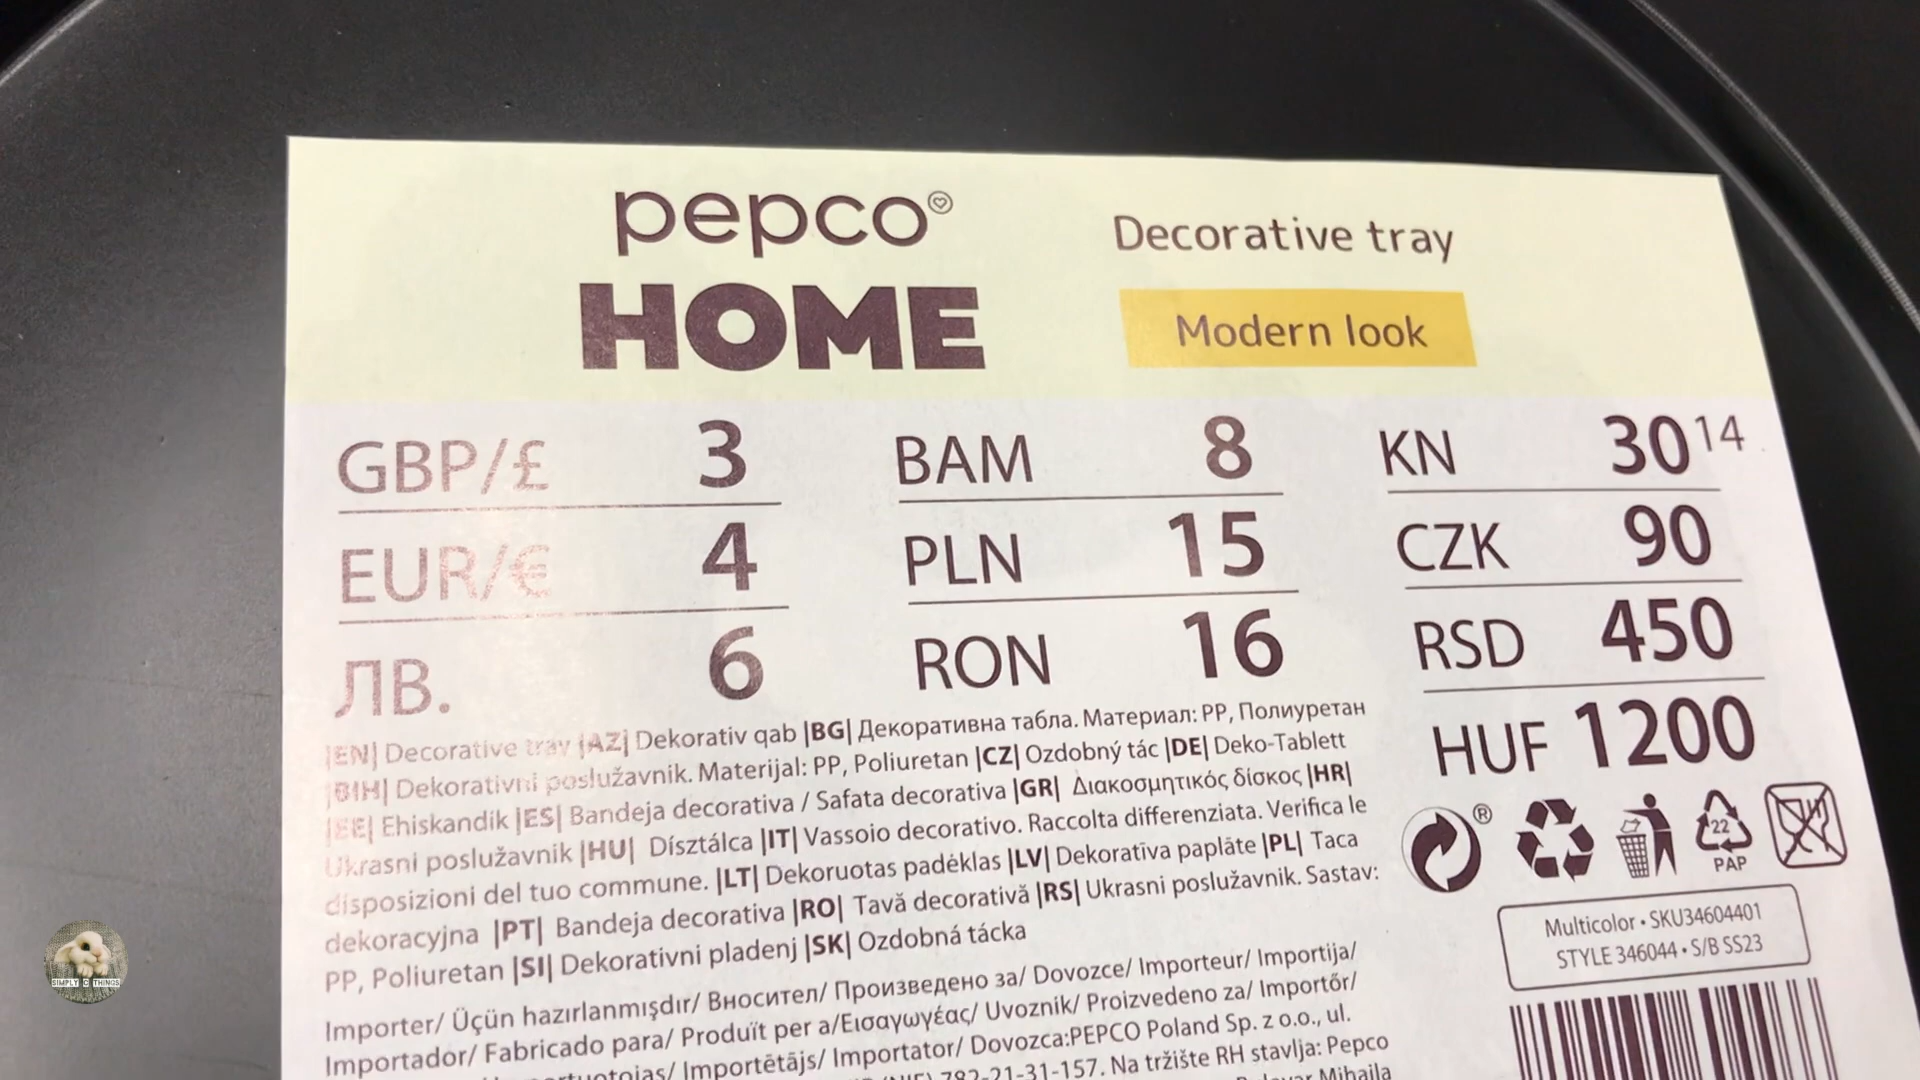 pepco
HOME
Decorative tray
Modern look
GBP/£ 3
EUR/€ 4
ЛВ. 6
BAM 8
PLN 15
RON 16
KN 30 14
CZK 90
RSD 450
HUF 1200
|EN| Decorative tray |AZ| Dekorativ qab |BG| Декоративна табла. Материал: PP, Полиуретан
|BIH| Dekorativni poslužavnik. Materijal: PP, Poliuretan |CZ| Ozdobný tác |DE| Deko-Tablett
|EE| Ehiskandik |ES| Bandeja decorativa / Safata decorativa |GR| Διακοσμητικός δίσκος |HR|
Ukrasni poslužavnik |HU| Dísztálca |IT| Vassoio decorativo. Raccolta differenziata. Verifica le
disposizioni del tuo commune. |LT| Dekoruotas padėklas |LV| Dekoratīva paplāte |PL| Taca
dekoracyjna |PT| Bandeja decorativa |RO| Tavă decorativă |RS| Ukrasni poslužavnik. Sastav:
PP, Poliuretan |SI| Dekorativni pladenj |SK| Ozdobná tácka
Importer/ Üçün hazırlanmışdır/ Вносител/ Произведено за/ Dovozce/ Importeur/ Importija/
Importador/ Fabricado para/ Produït per a/Εισαγωγέας/ Uvoznik/ Proizvedeno za/ Importőr/
Importētājs/ Importator/ Dovozca:PEPCO Poland Sp. z o.o., ul.
782-21-31-157. Na tržište RH stavlja: Pepco
Mihaila
22
PAP
Multicolor • SKU34604401
STYLE 346044 • S/B SS23
SIMPLY C THINGS